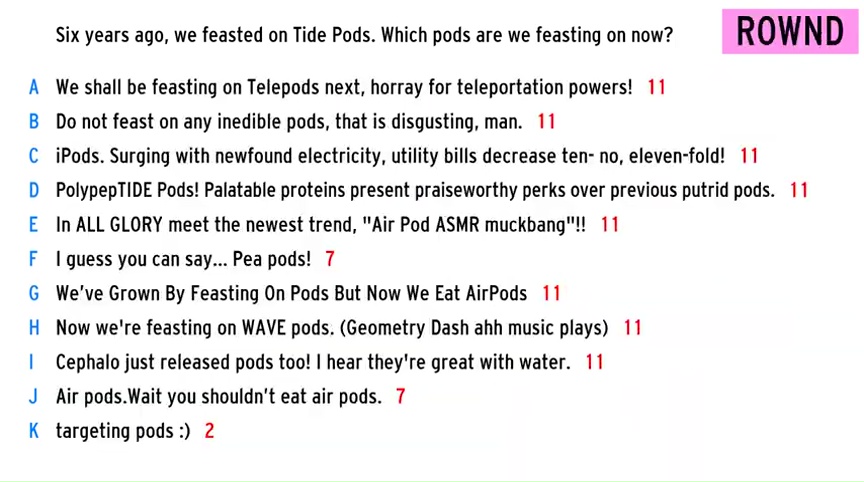 Six years ago, we feasted on Tide Pods. Which pods are we feasting on now?
ROWND
A We shall be feasting on Telepods next, horray for teleportation powers! 11
B Do not feast on any inedible pods, that is disgusting, man. 11
C iPods. Surging with newfound electricity, utility bills decrease ten- no, eleven-fold! 11
D PolypepTIDE Pods! Palatable proteins present praiseworthy perks over previous putrid pods. 11
E In ALL GLORY meet the newest trend, "Air Pod ASMR muckbang"!! 11
F I guess you can say... Pea pods! 7
G We've Grown By Feasting On Pods But Now We Eat AirPods 11
H Now we're feasting on WAVE pods. (Geometry Dash ahh music plays) 11
I Cephalo just released pods too! I hear they're great with water. 11
J Air pods.Wait you shouldn't eat air pods. 7
K targeting pods :) 2